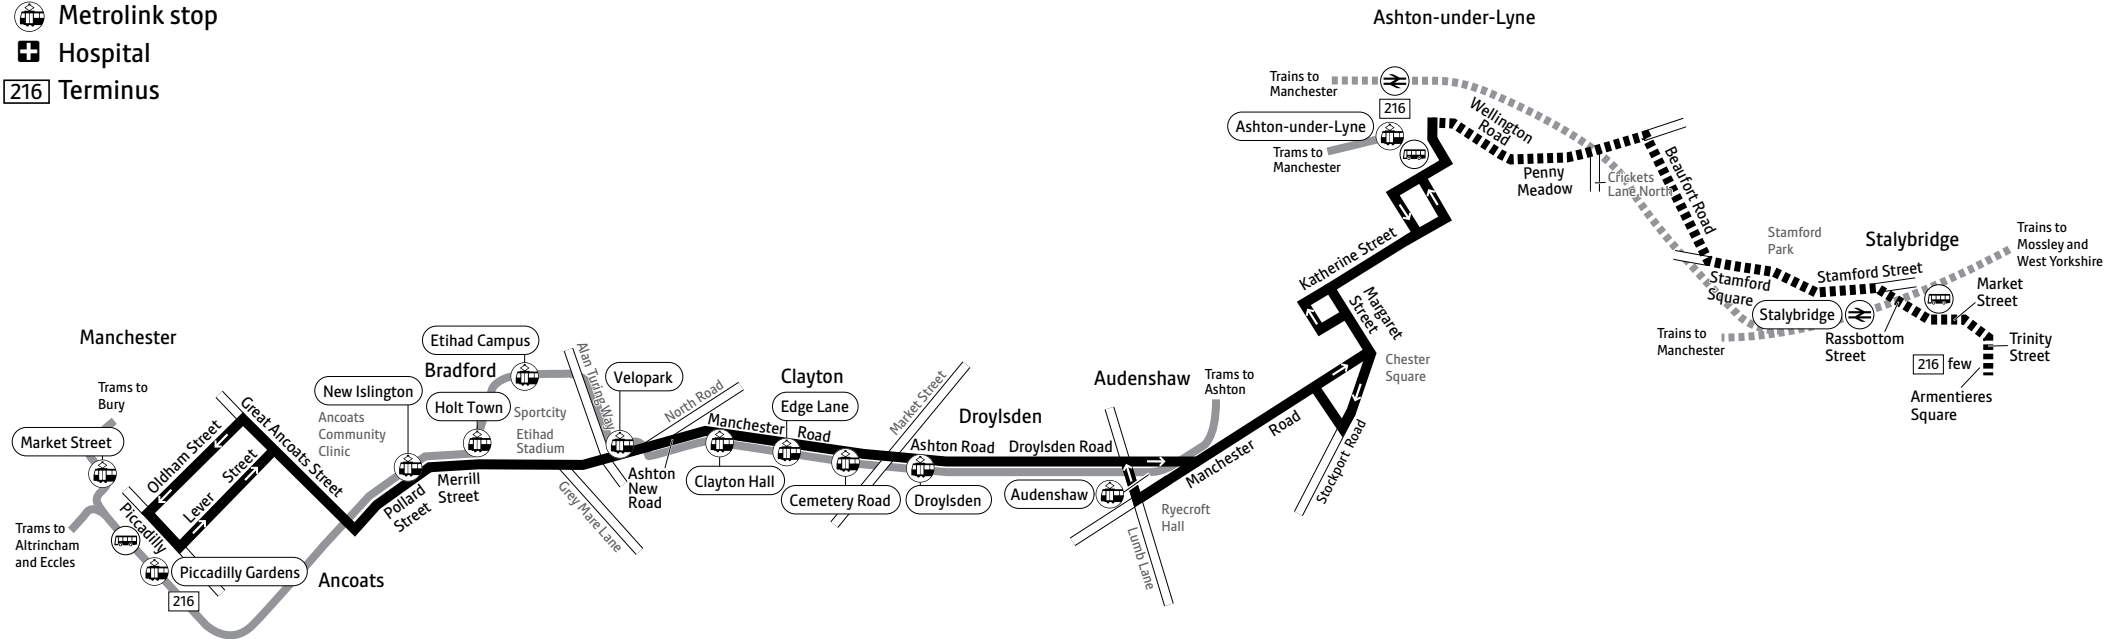 Metrolink stop
Hospital
216 Terminus
Ashton-under-Lyne
Trains to
Manchester
216
Ashton-under-Lyne
Trams to
Manchester
Wellington
Road
Penny
Meadow
Crickets
Lane North
Beaufort Road
Stamford
Park
Stalybridge
Trains to
Mossley and
West Yorkshire
Stamford Street
Stamford
Square
Market
Street
Stalybridge
Trains to
Manchester
Rassbottom
Street
Trinity
Street
216 few
Armentieres
Square
Katherine Street
Margaret
Street
Chester
Square
Stockport Road
Manchester Road
Audenshaw
Trams to
Ashton
Ryecroft
Hall
Lumb Lane
Audenshaw
Droylsden Road
Droylsden
Ashton Road
Droylsden
Market Street
Clayton
Edge Lane
Manchester Road
Cemetery Road
Clayton Hall
North Road
Velopark
Ashton
New
Road
Alan Turing Way
Grey Mare Lane
Etihad Campus
Bradford
Holt Town
Sportcity
Etihad
Stadium
Merrill
Street
Pollard
Street
New Islington
Ancoats
Community
Clinic
Great Ancoats Street
Manchester
Trams to
Bury
Market Street
Oldham Street
Lever Street
Piccadilly
Trams to
Altrincham
and Eccles
Piccadilly Gardens
Ancoats
216